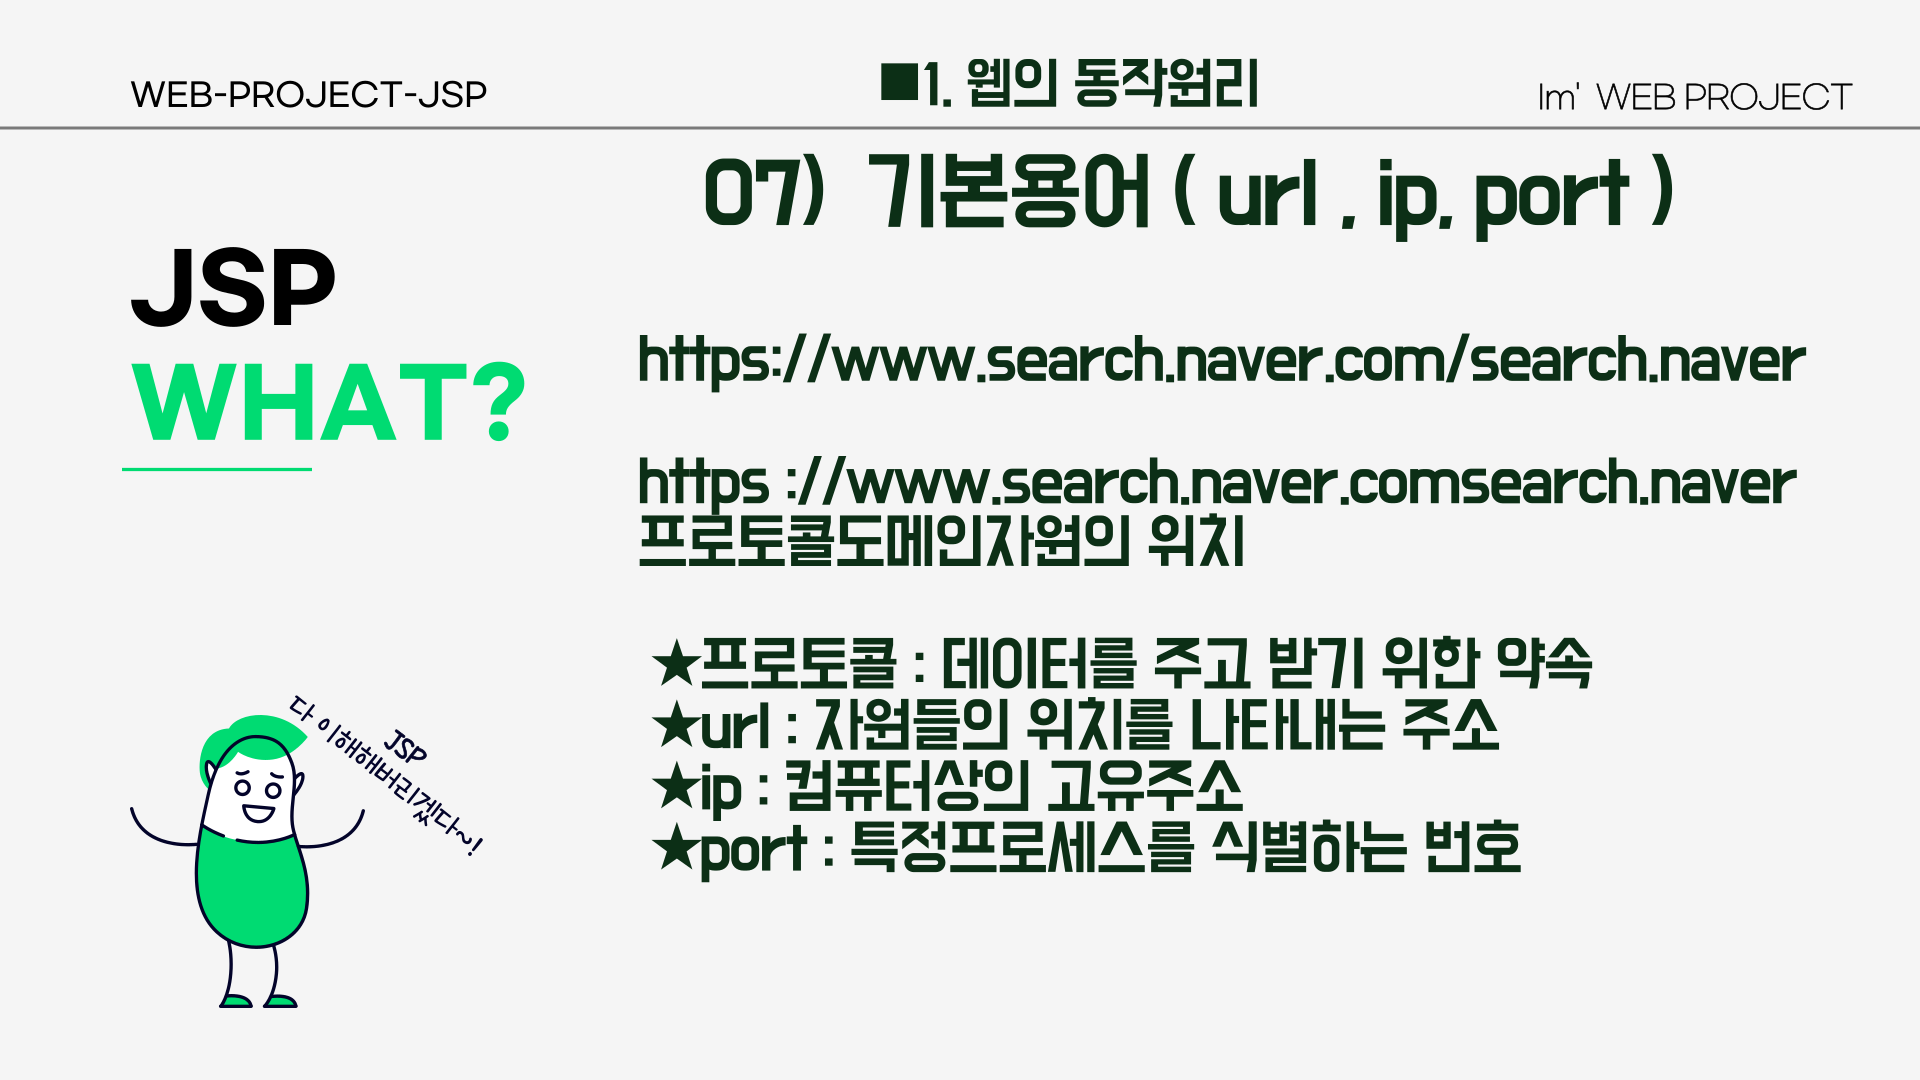 WEB-PROJECT-JSP
■1. 웹의 동작원리
Im' WEB PROJECT
07) 기본용어 ( url , ip, port )
JSP
WHAT?
https://www.search.naver.com/search.naver
https ://www.search.naver.comsearch.naver
프로토콜도메인자원의 위치
★프로토콜 : 데이터를 주고 받기 위한 약속
★url : 자원들의 위치를 나타내는 주소
★ip : 컴퓨터상의 고유주소
★port : 특정프로세스를 식별하는 번호
JSP
다 이해해버리겠다~!